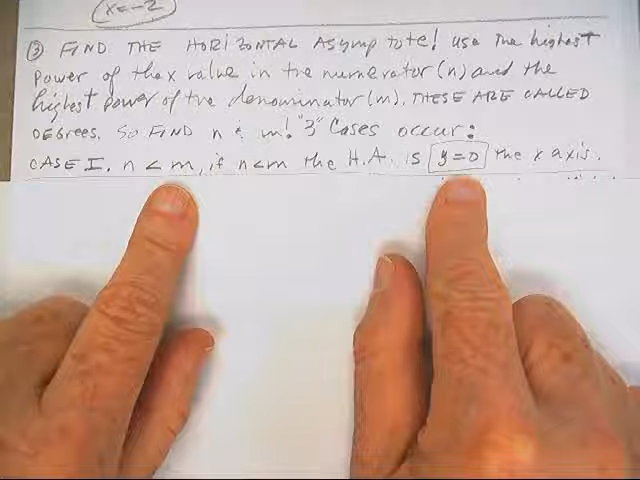 x=-2
③ FIND THE HORIZONTAL Asymptote! Use the highest
power of the x value in the numerator (n) and the
highest power of the denominator (m). THESE ARE CALLED
DEGREES. SO FIND n & m! "3" Cases occur:
CASE I. n < m, if n<m the H.A. is y=0 the x axis.